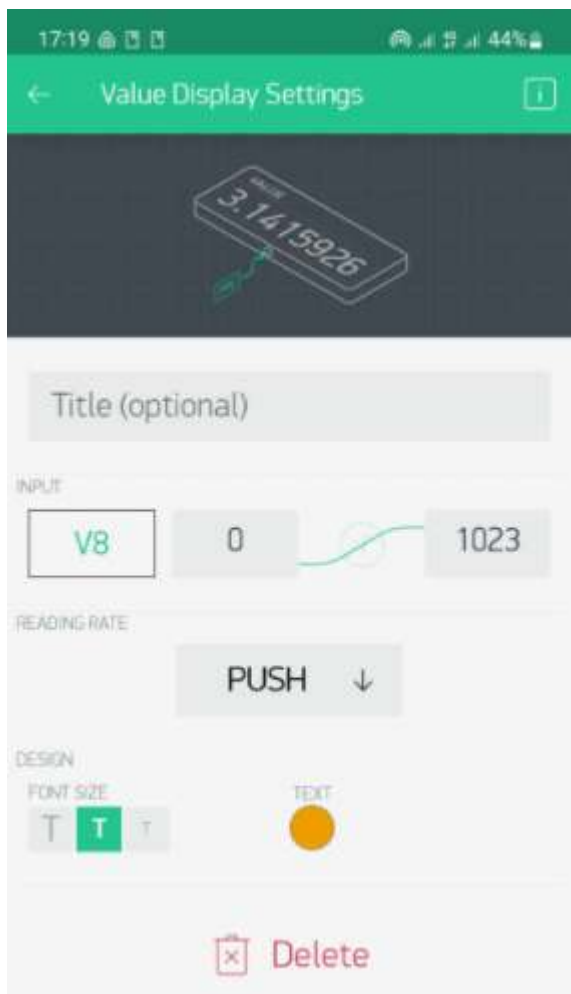 17:19 44%
Value Display Settings
VALUE
3.1415926
Title (optional)
INPUT
V8 0 1023
READING RATE
PUSH
DESIGN
FONT SIZE TEXT
T T T
Delete